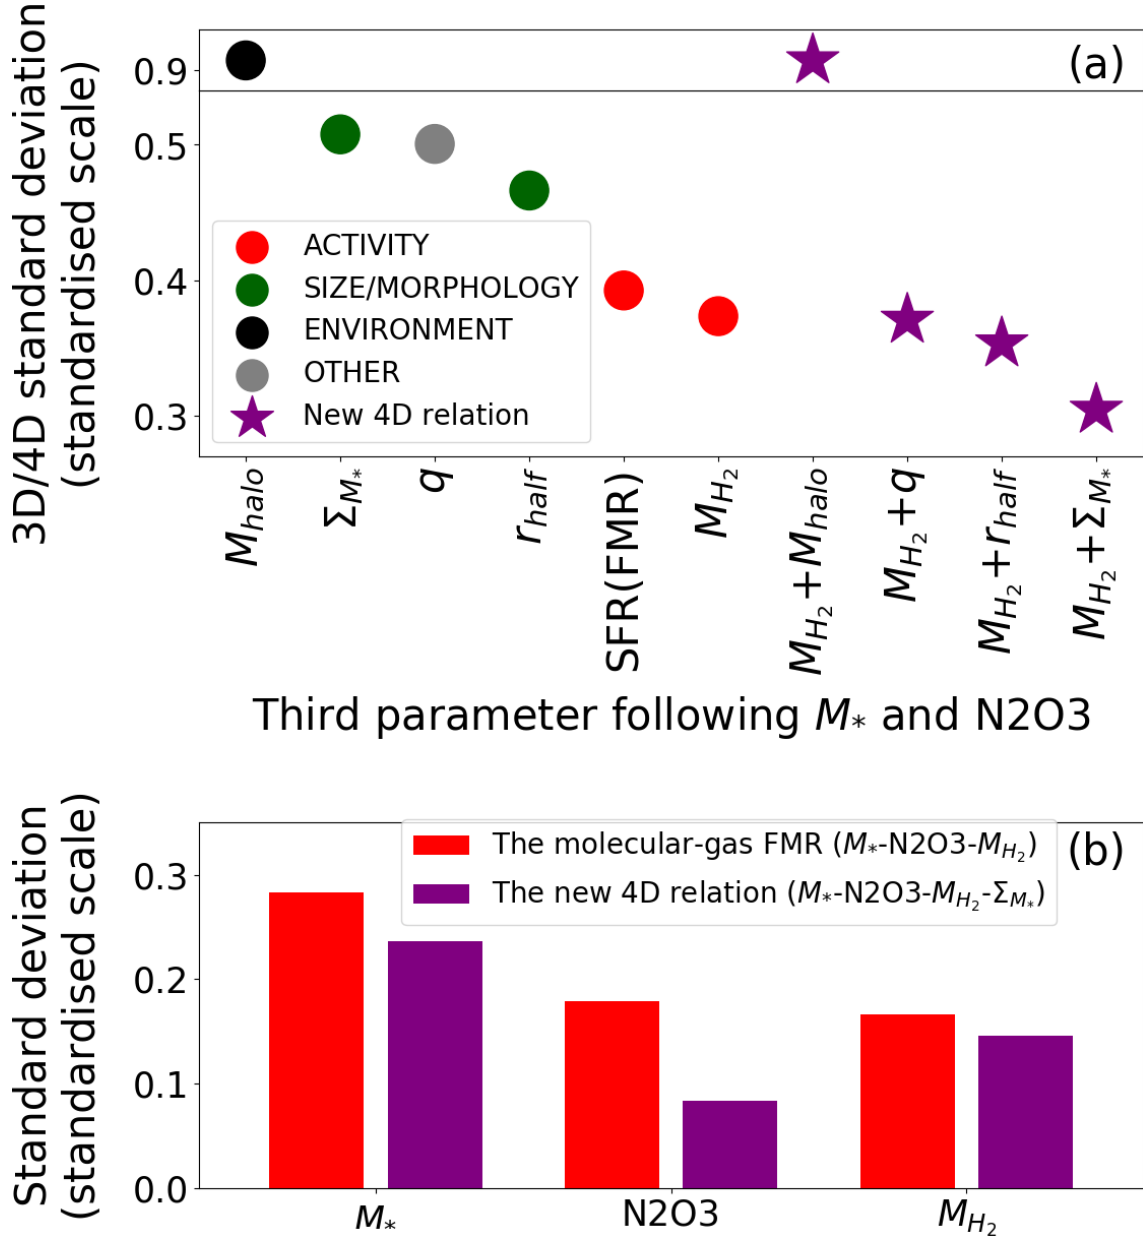 3D/4D standard deviation
(standardised scale)
(a)
0.9
0.5
0.4
0.3
ACTIVITY
SIZE/MORPHOLOGY
ENVIRONMENT
OTHER
New 4D relation
M_halo
Σ_M*
q
r_half
SFR(FMR)
M_H2
M_H2+M_halo
M_H2+q
M_H2+r_half
M_H2+Σ_M*
Third parameter following M* and N2O3
Standard deviation
(standardised scale)
(b)
The molecular-gas FMR (M*-N2O3-M_H2)
The new 4D relation (M*-N2O3-M_H2-Σ_M*)
0.3
0.2
0.1
0.0
M*
N2O3
M_H2